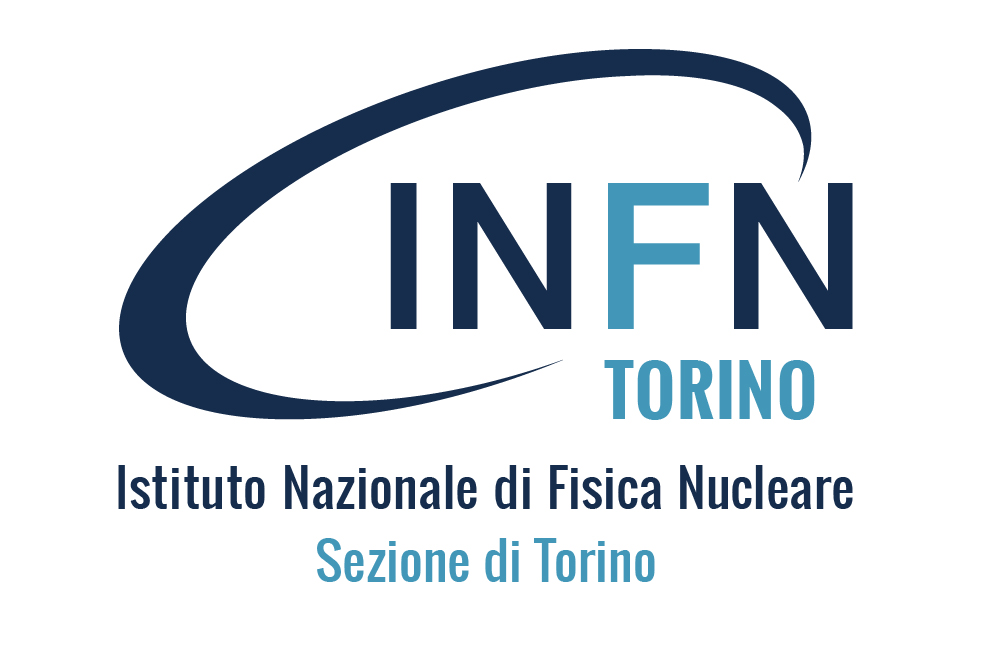 INFN
TORINO
Istituto Nazionale di Fisica Nucleare
Sezione di Torino